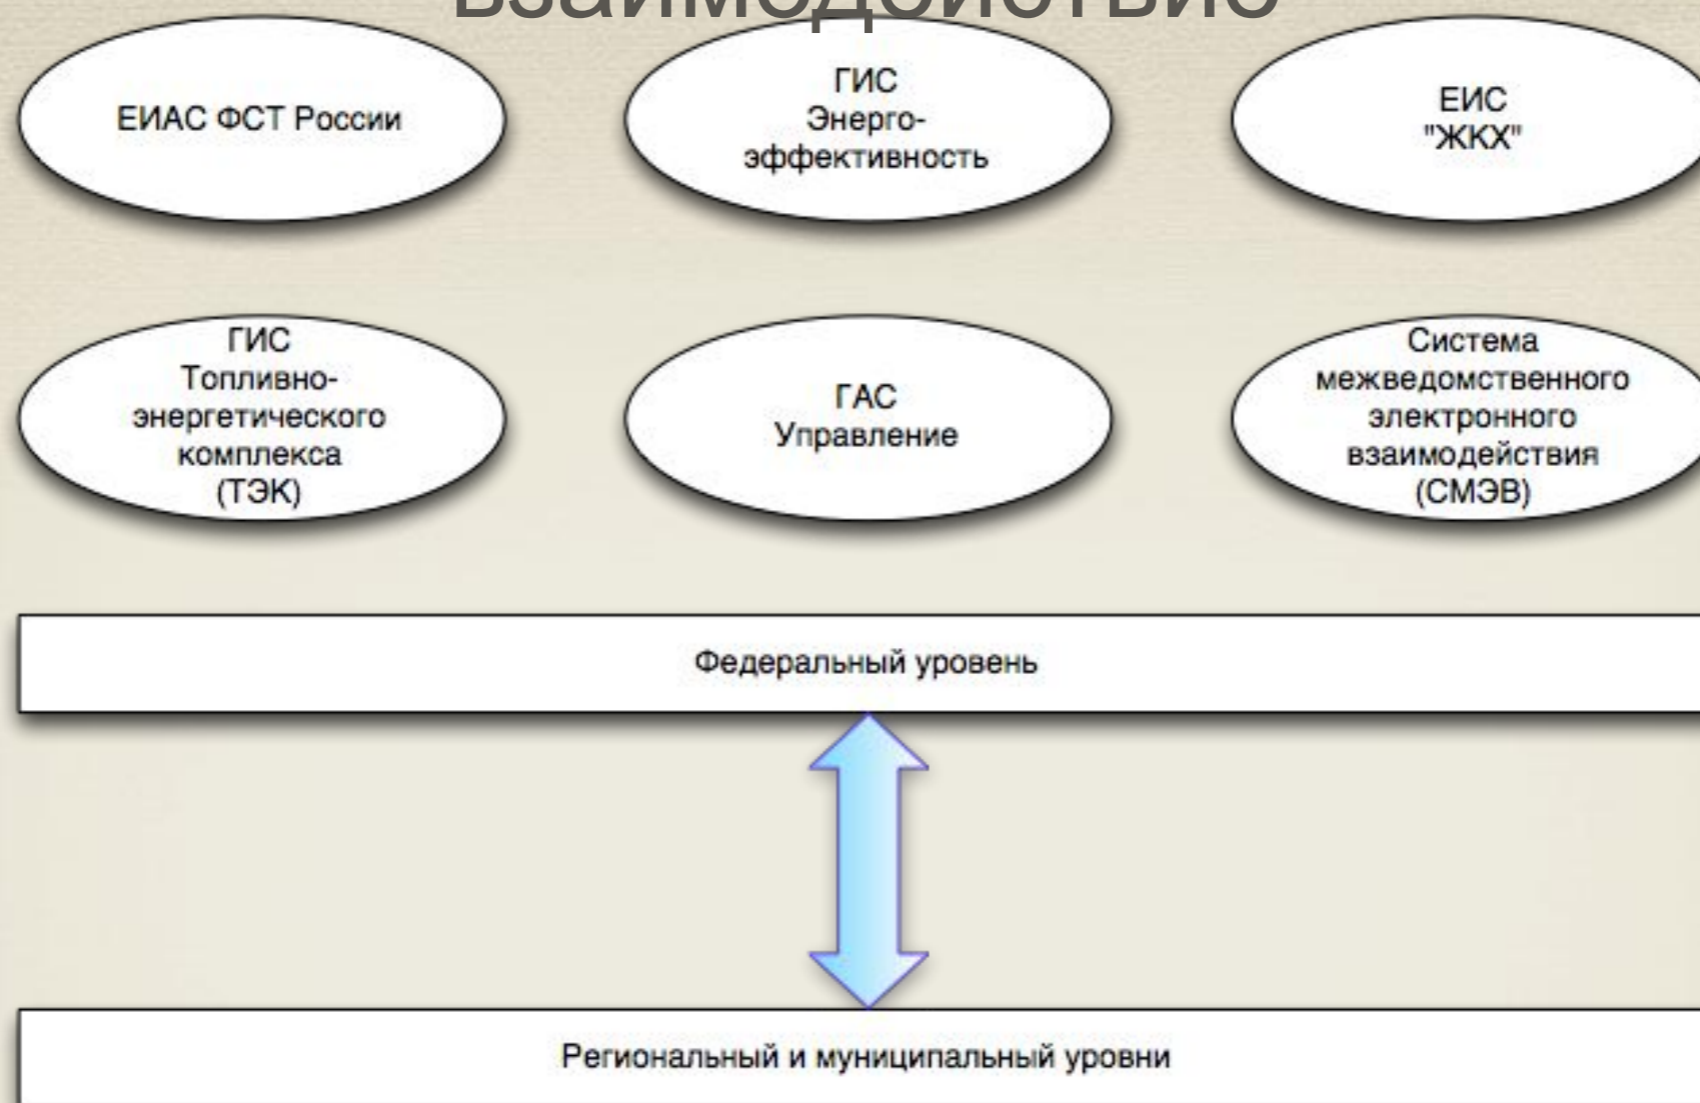 взаимодействие
ЕИАС ФСТ России
ГИС
Энерго-
эффективность
ЕИС
"ЖКХ"
ГИС
Топливно-
энергетического
комплекса
(ТЭК)
ГАС
Управление
Система
межведомственного
электронного
взаимодействия
(СМЭВ)
Федеральный уровень
Региональный и муниципальный уровни